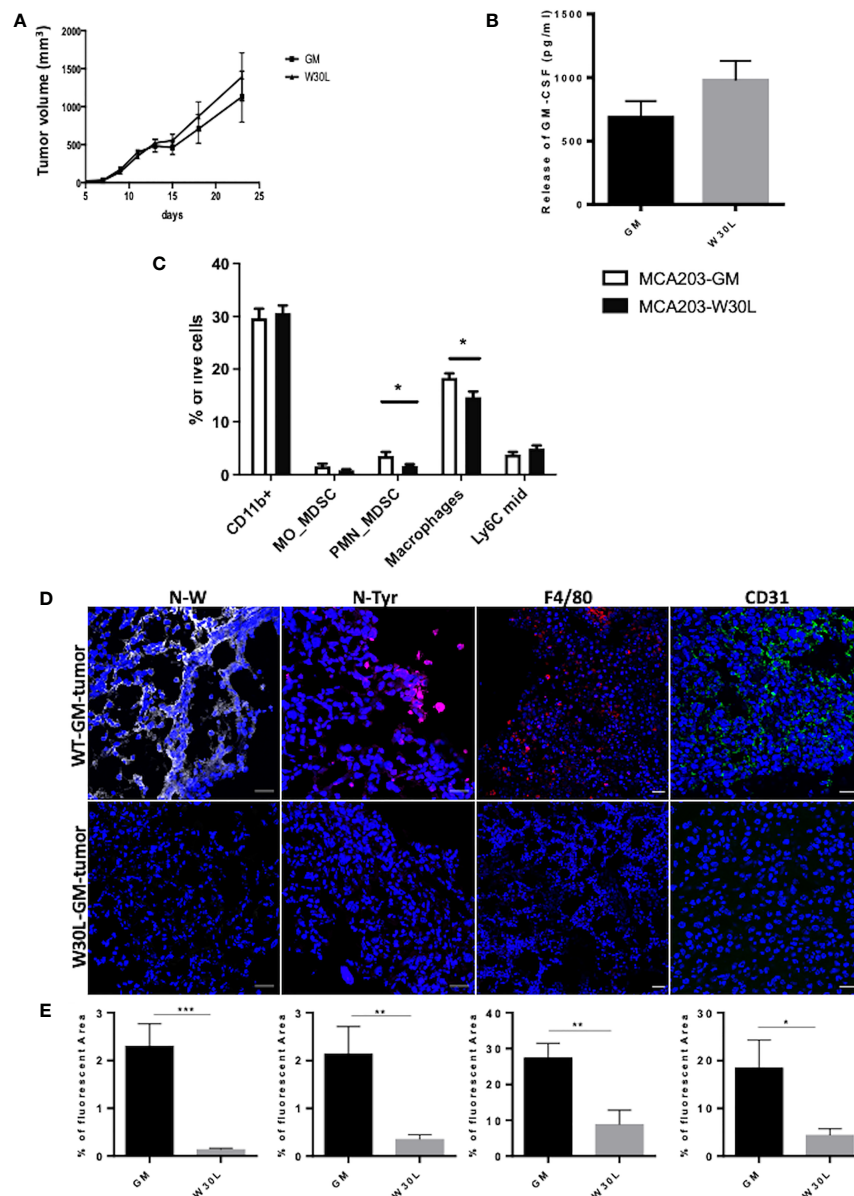 A
Tumor volume (mm³)
2000
1500
1000
500
0
5
10
15
20
25
days
GM
W30L
B
Release of GM-CSF (pg/ml)
1500
1000
500
0
GM
W30L
C
% of live cells
40
30
20
10
0
*
*
CD11b+
MO_MDSC
PMN_MDSC
Macrophages
Ly6C mid
MCA203-GM
MCA203-W30L
D
N-W
N-Tyr
F4/80
CD31
WT-GM-tumor
W30L-GM-tumor
E
% of fluorescent Area
3
2
1
0
***
GM
W30L
% of fluorescent Area
3
2
1
0
**
GM
W30L
% of fluorescent Area
40
30
20
10
0
**
GM
W30L
% of fluorescent Area
30
20
10
0
*
GM
W30L